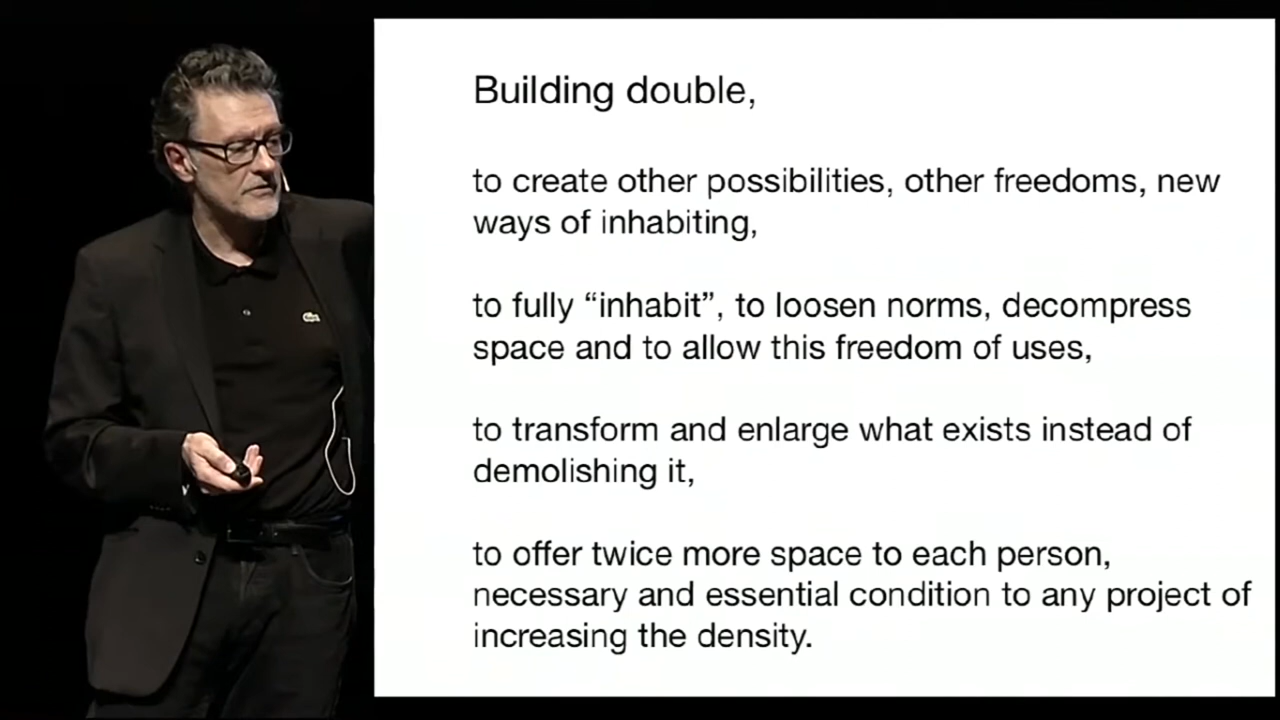 Building double,
to create other possibilities, other freedoms, new
ways of inhabiting,
to fully “inhabit”, to loosen norms, decompress
space and to allow this freedom of uses,
to transform and enlarge what exists instead of
demolishing it,
to offer twice more space to each person,
necessary and essential condition to any project of
increasing the density.